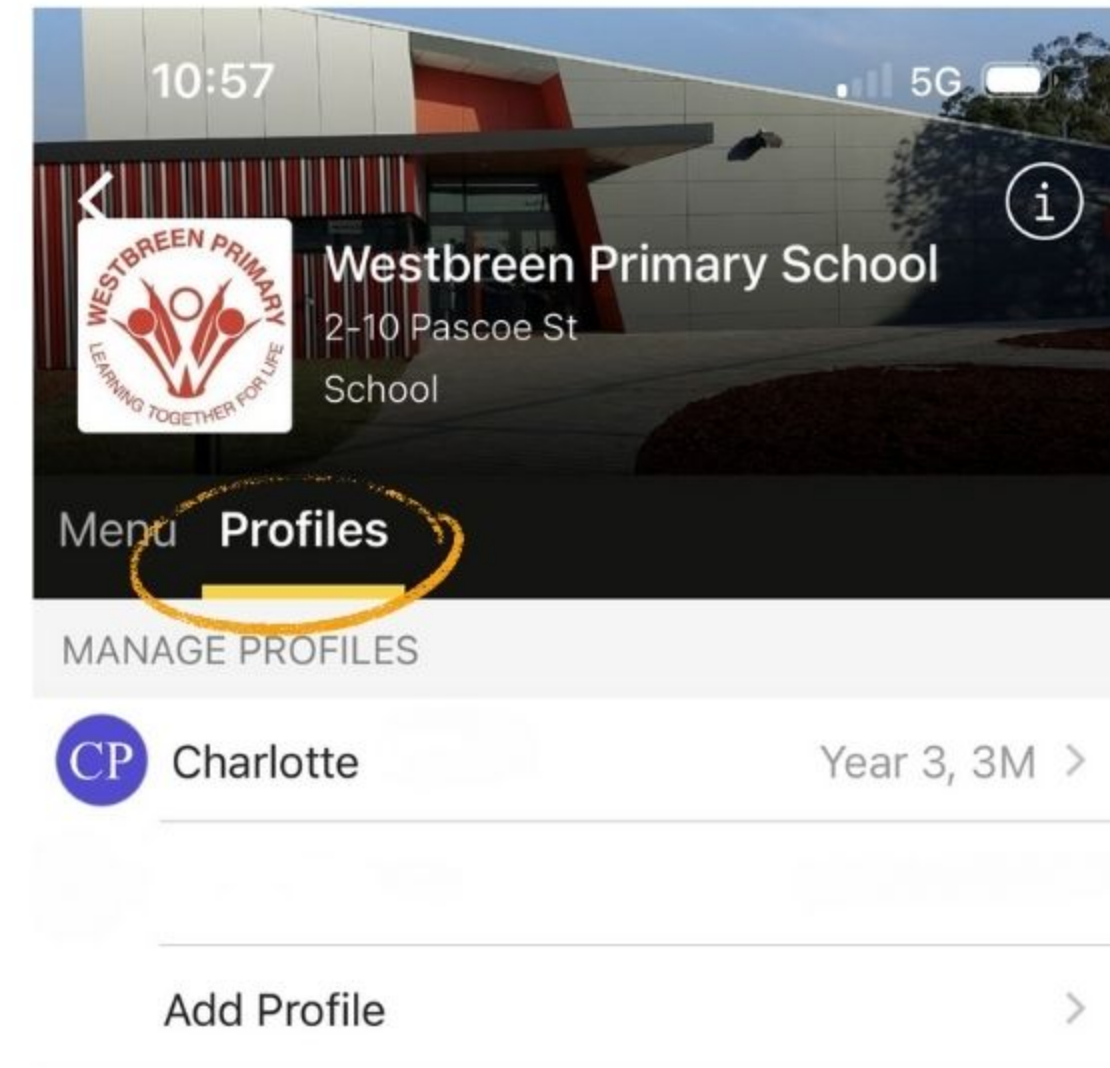 10:57 5G
WESTBREEN PRIMARY
LEARNING TOGETHER FOR LIFE
Westbreen Primary School
2-10 Pascoe St
School
Menu Profiles
MANAGE PROFILES
CP Charlotte Year 3, 3M
Add Profile